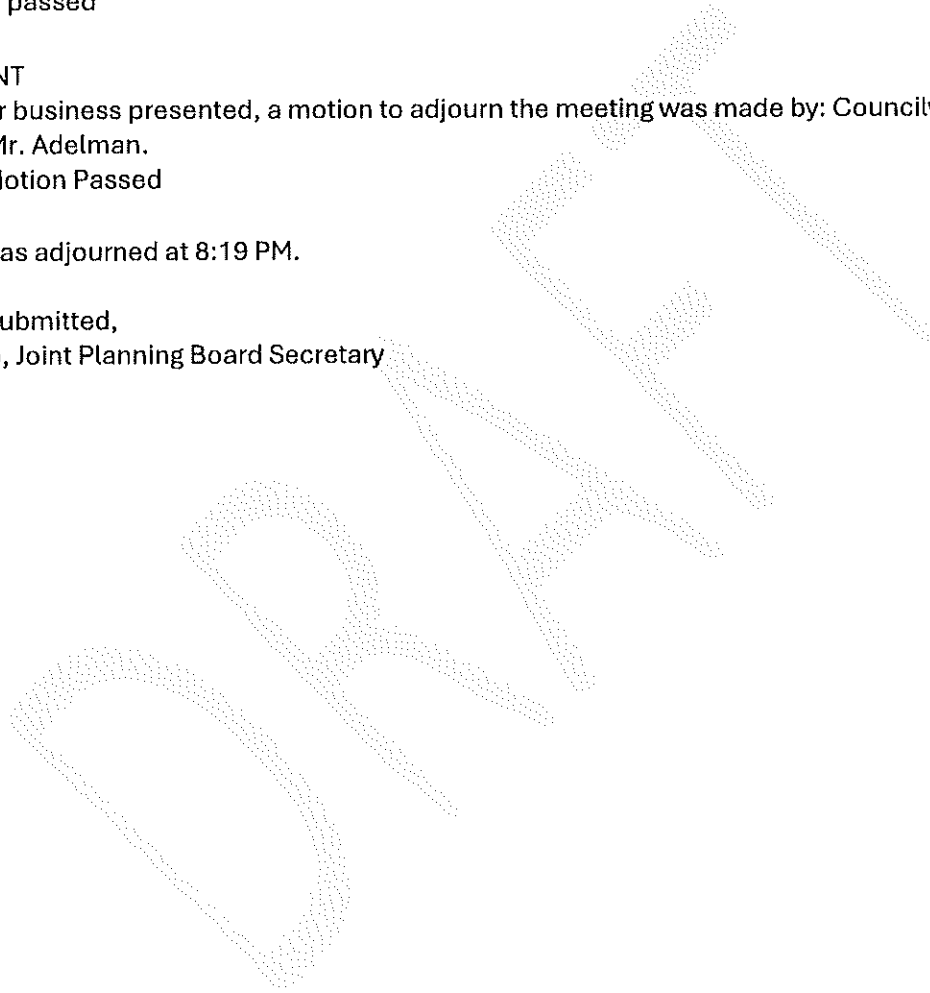 passed
NT
r business presented, a motion to adjourn the meeting was made by: Council
Mr. Adelman.
Motion Passed
as adjourned at 8:19 PM.
ubmitted,
, Joint Planning Board Secretary
DRAFT